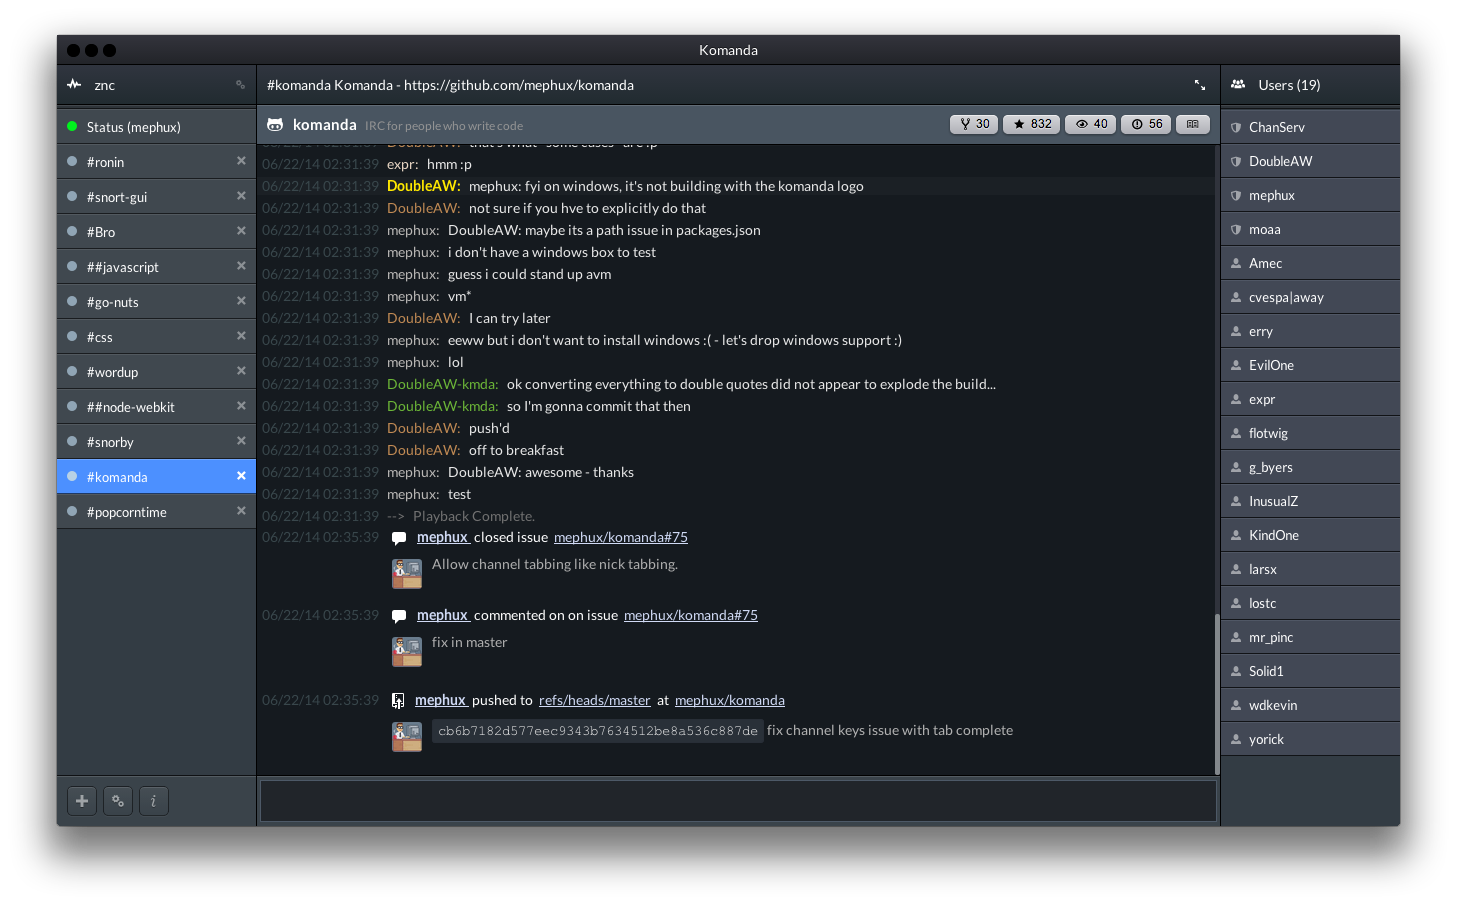 Komanda
znc
#komanda Komanda - https://github.com/mephux/komanda
Users (19)
Status (mephux)
#ronin
#snort-gui
#Bro
##javascript
#go-nuts
#css
#wordup
##node-webkit
#snorby
#komanda
#popcorntime
komanda IRC for people who write code
30
832
40
56
06/22/14 02:31:39 DoubleAW: that's what "some cases" are :p
06/22/14 02:31:39 expr: hmm :p
06/22/14 02:31:39 DoubleAW: mephux: fyi on windows, it's not building with the komanda logo
06/22/14 02:31:39 DoubleAW: not sure if you hve to explicitly do that
06/22/14 02:31:39 mephux: DoubleAW: maybe its a path issue in packages.json
06/22/14 02:31:39 mephux: i don't have a windows box to test
06/22/14 02:31:39 mephux: guess i could stand up avm
06/22/14 02:31:39 mephux: vm*
06/22/14 02:31:39 DoubleAW: I can try later
06/22/14 02:31:39 mephux: eeww but i don't want to install windows :( - let's drop windows support :)
06/22/14 02:31:39 mephux: lol
06/22/14 02:31:39 DoubleAW-kmda: ok converting everything to double quotes did not appear to explode the build...
06/22/14 02:31:39 DoubleAW-kmda: so I'm gonna commit that then
06/22/14 02:31:39 DoubleAW: push'd
06/22/14 02:31:39 DoubleAW: off to breakfast
06/22/14 02:31:39 mephux: DoubleAW: awesome - thanks
06/22/14 02:31:39 mephux: test
06/22/14 02:31:39 --> Playback Complete.
06/22/14 02:35:39 mephux closed issue mephux/komanda#75
Allow channel tabbing like nick tabbing.
06/22/14 02:35:39 mephux commented on on issue mephux/komanda#75
fix in master
06/22/14 02:35:39 mephux pushed to refs/heads/master at mephux/komanda
cb6b7182d577eec9343b7634512be8a536c887de fix channel keys issue with tab complete
ChanServ
DoubleAW
mephux
moaa
Amec
cvespa|away
erry
EvilOne
expr
flotwig
g_byers
InusualZ
KindOne
larsx
lostc
mr_pinc
Solid1
wdkevin
yorick